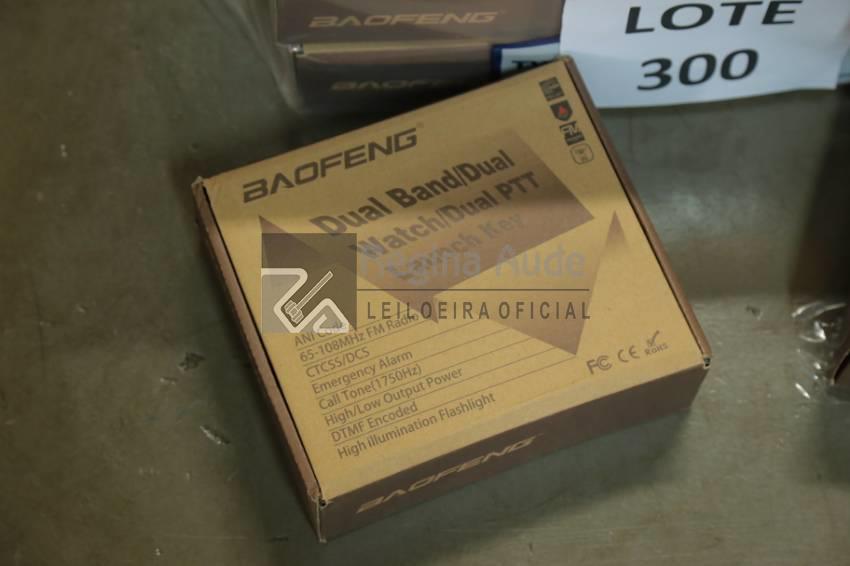 BAOFENG
BAOFENG
LOTE
300
BAOFENG
Dual Band/Dual
Watch/Dual PTT
Key
Regina Aude
LEILOEIRA OFICIAL
65-108MHz FM Radio
CTCSS/DCS
Emergency Alarm
Call Tone(1750Hz)
High/Low Output Power
DTMF Encoded
High illumination Flashlight
FC CE RoHS
BAOFENG